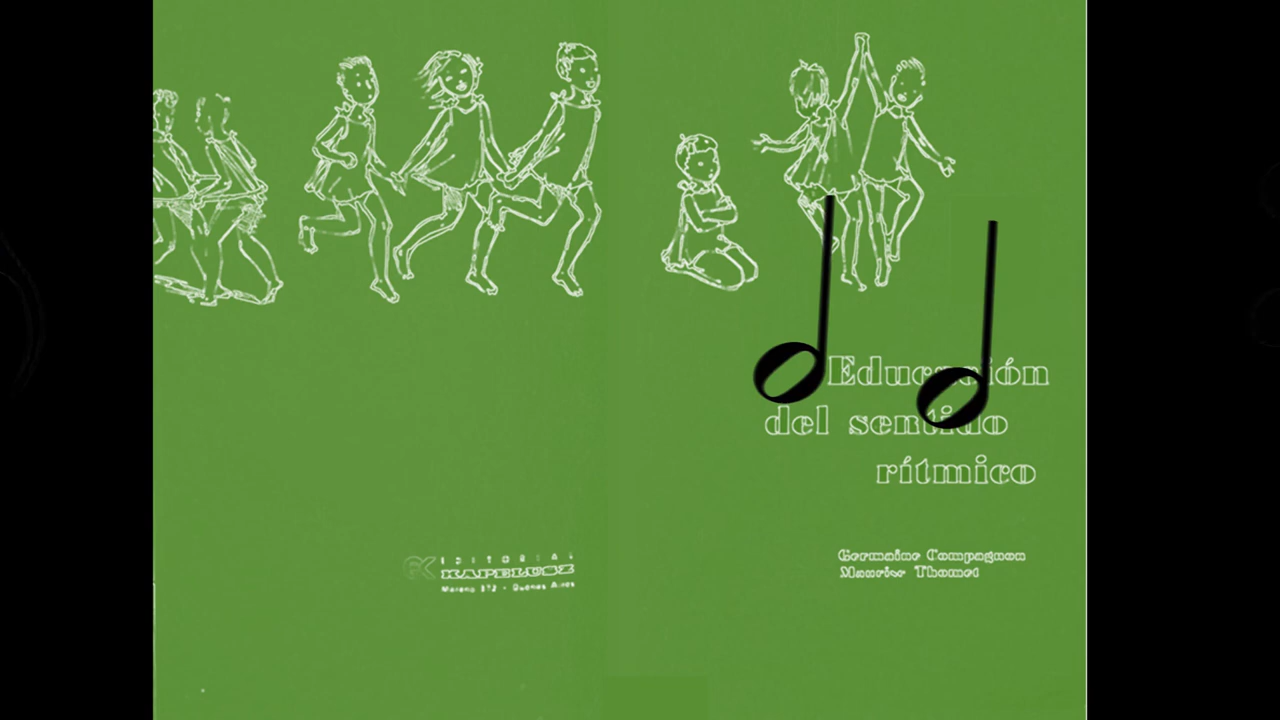 Educación
del sentido
rítmico
Germaine Compagnon
Maurice Thomet
EDITORIAL
KAPELUSZ
Moreno 372 - Buenos Aires